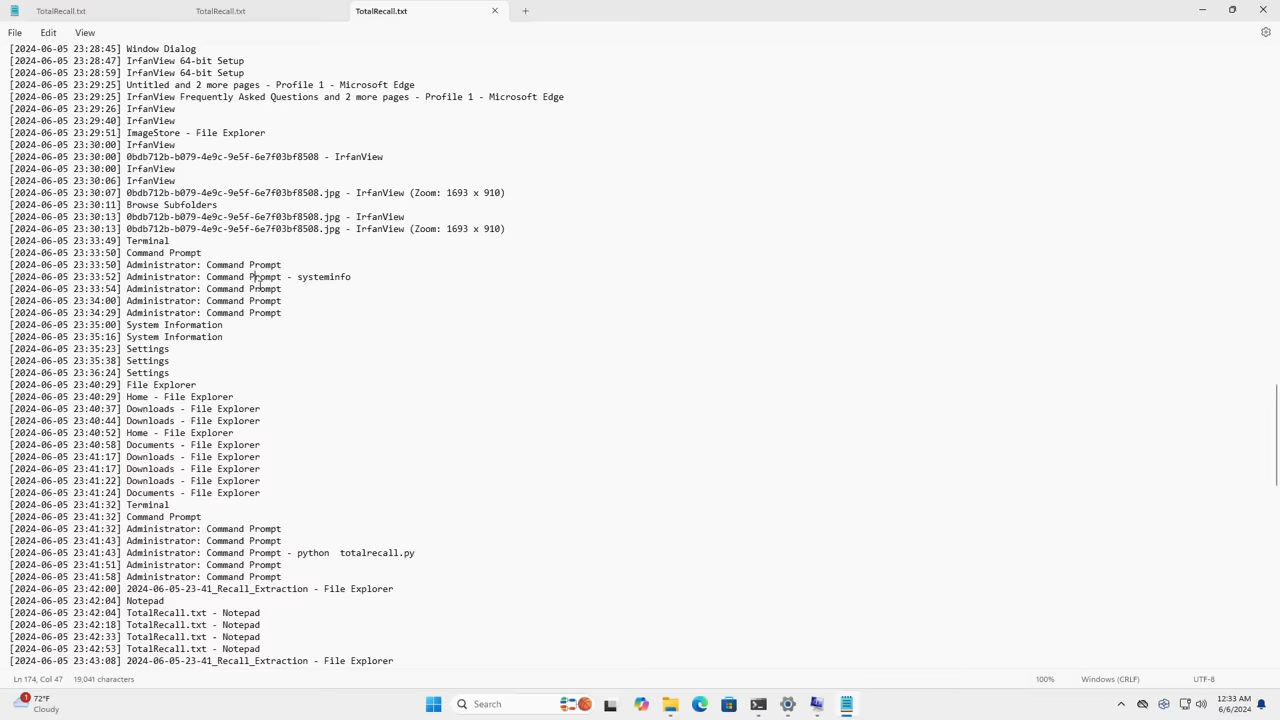 TotalRecall.txt
TotalRecall.txt
TotalRecall.txt
File
Edit
View
[2024-06-05 23:28:45] Window Dialog
[2024-06-05 23:28:47] IrfanView 64-bit Setup
[2024-06-05 23:28:59] IrfanView 64-bit Setup
[2024-06-05 23:29:25] Untitled and 2 more pages - Profile 1 - Microsoft Edge
[2024-06-05 23:29:25] IrfanView Frequently Asked Questions and 2 more pages - Profile 1 - Microsoft Edge
[2024-06-05 23:29:26] IrfanView
[2024-06-05 23:29:40] IrfanView
[2024-06-05 23:29:51] ImageStore - File Explorer
[2024-06-05 23:30:00] IrfanView
[2024-06-05 23:30:00] 0bdb712b-b079-4e9c-9e5f-6e7f03bf8508 - IrfanView
[2024-06-05 23:30:00] IrfanView
[2024-06-05 23:30:06] IrfanView
[2024-06-05 23:30:07] 0bdb712b-b079-4e9c-9e5f-6e7f03bf8508.jpg - IrfanView (Zoom: 1693 x 910)
[2024-06-05 23:30:11] Browse Subfolders
[2024-06-05 23:30:13] 0bdb712b-b079-4e9c-9e5f-6e7f03bf8508.jpg - IrfanView
[2024-06-05 23:30:13] 0bdb712b-b079-4e9c-9e5f-6e7f03bf8508.jpg - IrfanView (Zoom: 1693 x 910)
[2024-06-05 23:33:49] Terminal
[2024-06-05 23:33:50] Command Prompt
[2024-06-05 23:33:50] Administrator: Command Prompt
[2024-06-05 23:33:52] Administrator: Command Prompt - systeminfo
[2024-06-05 23:33:54] Administrator: Command Prompt
[2024-06-05 23:34:00] Administrator: Command Prompt
[2024-06-05 23:34:29] Administrator: Command Prompt
[2024-06-05 23:35:00] System Information
[2024-06-05 23:35:16] System Information
[2024-06-05 23:35:23] Settings
[2024-06-05 23:35:38] Settings
[2024-06-05 23:36:24] Settings
[2024-06-05 23:40:29] File Explorer
[2024-06-05 23:40:29] Home - File Explorer
[2024-06-05 23:40:37] Downloads - File Explorer
[2024-06-05 23:40:44] Downloads - File Explorer
[2024-06-05 23:40:52] Home - File Explorer
[2024-06-05 23:40:58] Documents - File Explorer
[2024-06-05 23:41:17] Downloads - File Explorer
[2024-06-05 23:41:17] Downloads - File Explorer
[2024-06-05 23:41:22] Downloads - File Explorer
[2024-06-05 23:41:24] Documents - File Explorer
[2024-06-05 23:41:32] Terminal
[2024-06-05 23:41:32] Command Prompt
[2024-06-05 23:41:32] Administrator: Command Prompt
[2024-06-05 23:41:43] Administrator: Command Prompt
[2024-06-05 23:41:43] Administrator: Command Prompt - python  totalrecall.py
[2024-06-05 23:41:51] Administrator: Command Prompt
[2024-06-05 23:41:58] Administrator: Command Prompt
[2024-06-05 23:42:00] 2024-06-05-23-41_Recall_Extraction - File Explorer
[2024-06-05 23:42:04] Notepad
[2024-06-05 23:42:04] TotalRecall.txt - Notepad
[2024-06-05 23:42:18] TotalRecall.txt - Notepad
[2024-06-05 23:42:33] TotalRecall.txt - Notepad
[2024-06-05 23:42:53] TotalRecall.txt - Notepad
[2024-06-05 23:43:08] 2024-06-05-23-41_Recall_Extraction - File Explorer
Ln 174, Col 47
19,041 characters
100%
Windows (CRLF)
UTF-8
1
72°F
Cloudy
Search
12:33 AM
6/6/2024